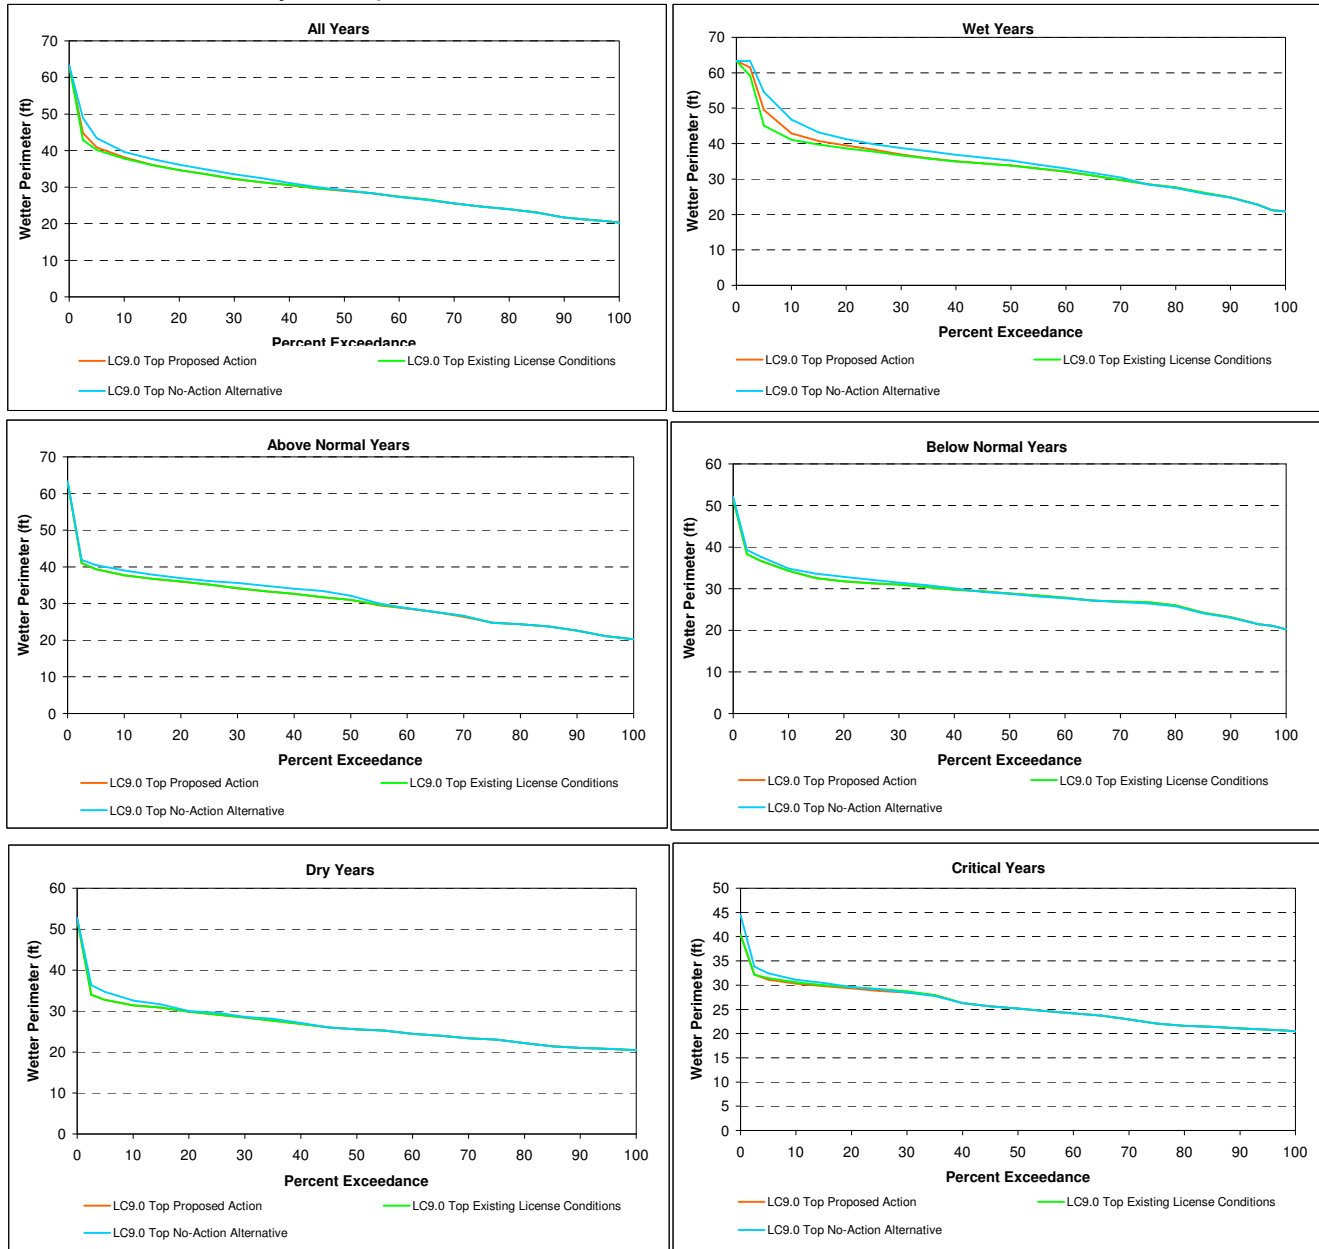 All Years
Wetter Perimeter (ft)
70
60
50
40
30
20
10
0
0 10 20 30 40 50 60 70 80 90 100
Percent Exceedance
LC9.0 Top Proposed Action LC9.0 Top Existing License Conditions
LC9.0 Top No-Action Alternative
Wet Years
Wetter Perimeter (ft)
70
60
50
40
30
20
10
0
0 10 20 30 40 50 60 70 80 90 100
Percent Exceedance
LC9.0 Top Proposed Action LC9.0 Top Existing License Conditions
LC9.0 Top No-Action Alternative
Above Normal Years
Wetter Perimeter (ft)
70
60
50
40
30
20
10
0
0 10 20 30 40 50 60 70 80 90 100
Percent Exceedance
LC9.0 Top Proposed Action LC9.0 Top Existing License Conditions
LC9.0 Top No-Action Alternative
Below Normal Years
Wetter Perimeter (ft)
60
50
40
30
20
10
0
0 10 20 30 40 50 60 70 80 90 100
Percent Exceedance
LC9.0 Top Proposed Action LC9.0 Top Existing License Conditions
LC9.0 Top No-Action Alternative
Dry Years
Wetter Perimeter (ft)
60
50
40
30
20
10
0
0 10 20 30 40 50 60 70 80 90 100
Percent Exceedance
LC9.0 Top Proposed Action LC9.0 Top Existing License Conditions
LC9.0 Top No-Action Alternative
Critical Years
Wetter Perimeter (ft)
50
45
40
35
30
25
20
15
10
5
0
0 10 20 30 40 50 60 70 80 90 100
Percent Exceedance
LC9.0 Top Proposed Action LC9.0 Top Existing License Conditions
LC9.0 Top No-Action Alternative